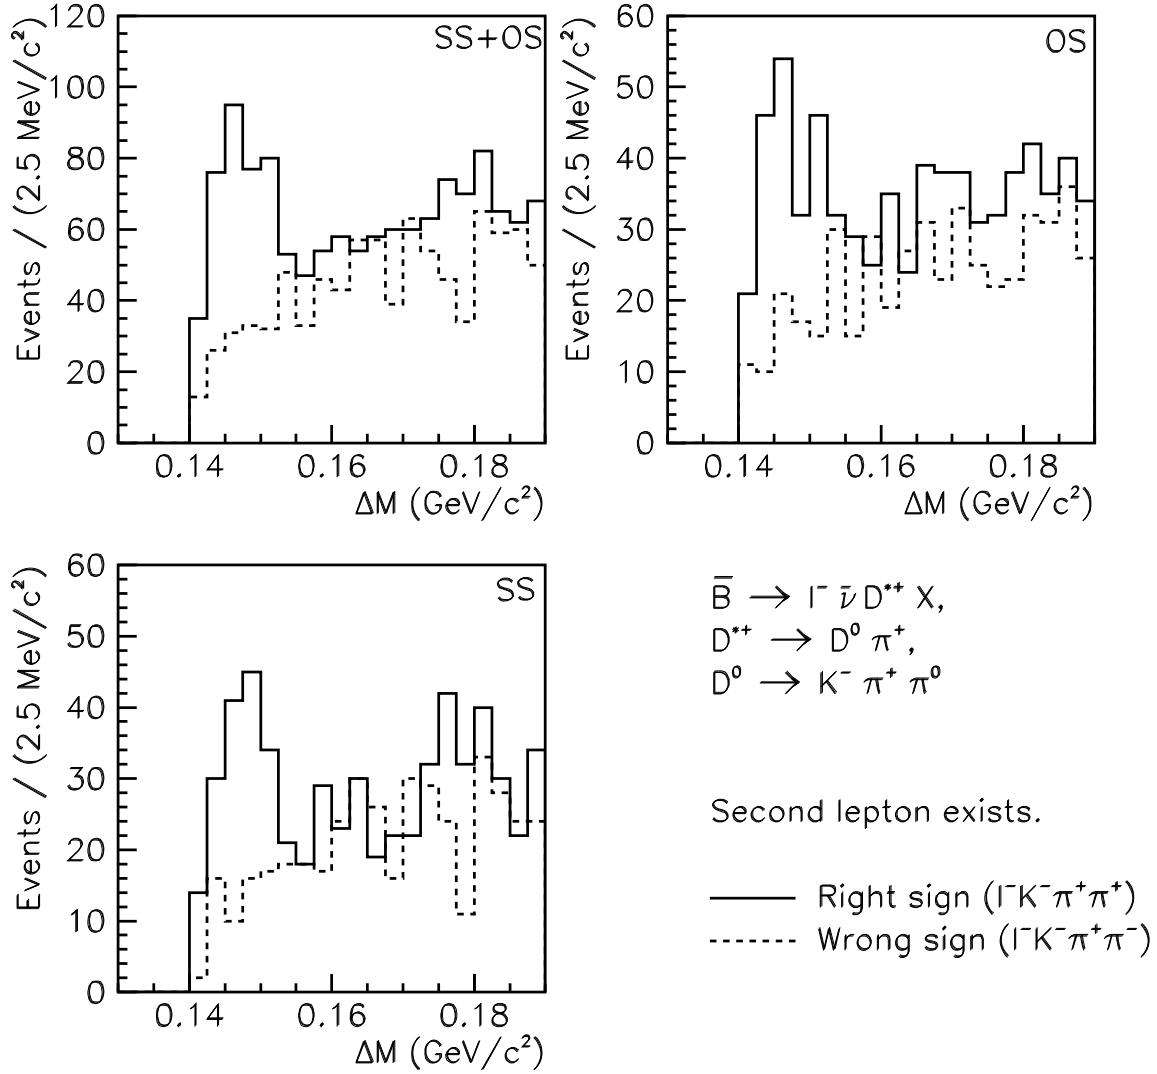 Events / (2.5 MeV/c²)
120
100
80
60
40
20
0
SS+OS
0.14 0.16 0.18
ΔM (GeV/c²)
Events / (2.5 MeV/c²)
60
50
40
30
20
10
0
OS
0.14 0.16 0.18
ΔM (GeV/c²)
Events / (2.5 MeV/c²)
60
50
40
30
20
10
0
SS
0.14 0.16 0.18
ΔM (GeV/c²)
B̅ → l⁻ ν̄ D*⁺ X,
D*⁺ → D⁰ π⁺,
D⁰ → K⁻ π⁺ π⁰
Second lepton exists.
Right sign (l⁻K⁻π⁺π⁺)
Wrong sign (l⁻K⁻π⁺π⁻)